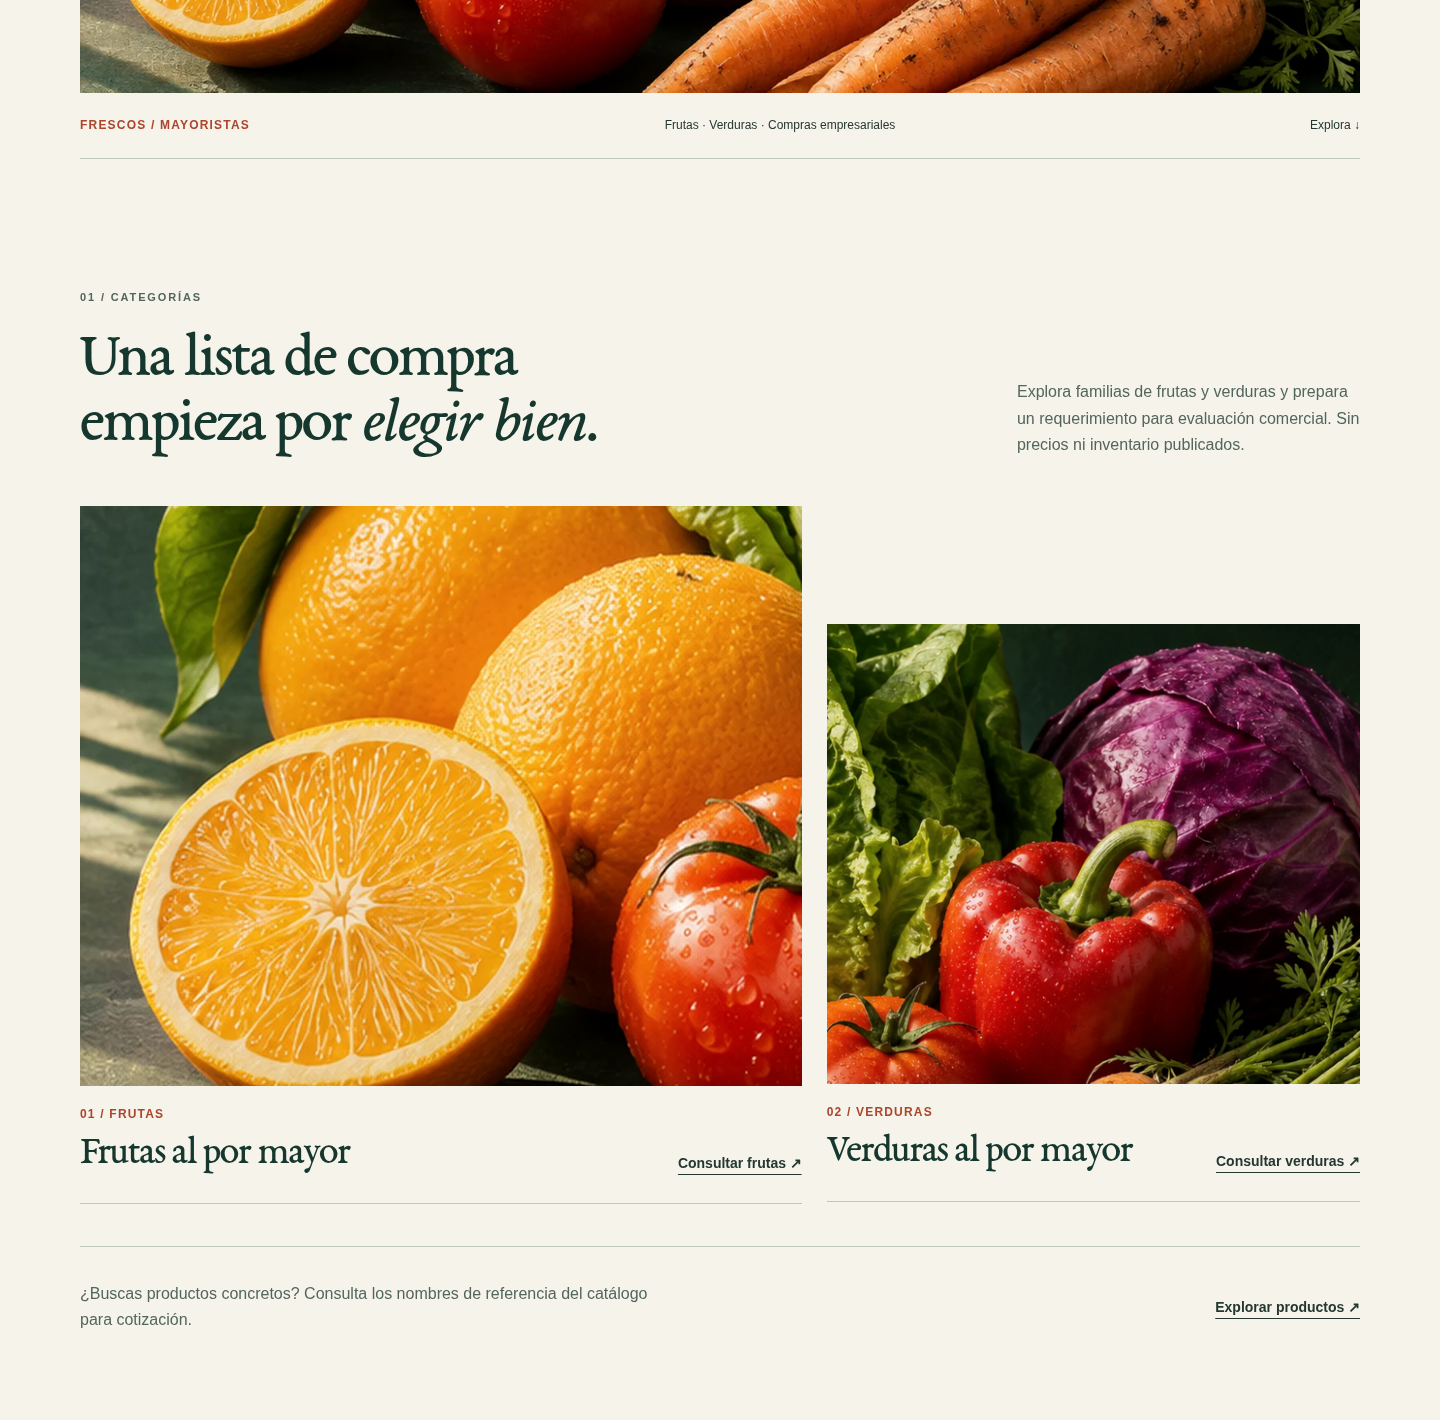 FRESCOS / MAYORISTAS
Frutas · Verduras · Compras empresariales
Explora ↓
01 / CATEGORÍAS
Una lista de compra
empieza por elegir bien.
Explora familias de frutas y verduras y prepara
un requerimiento para evaluación comercial. Sin
precios ni inventario publicados.
01 / FRUTAS
Frutas al por mayor
Consultar frutas ↗
02 / VERDURAS
Verduras al por mayor
Consultar verduras ↗
¿Buscas productos concretos? Consulta los nombres de referencia del catálogo
para cotización.
Explorar productos ↗